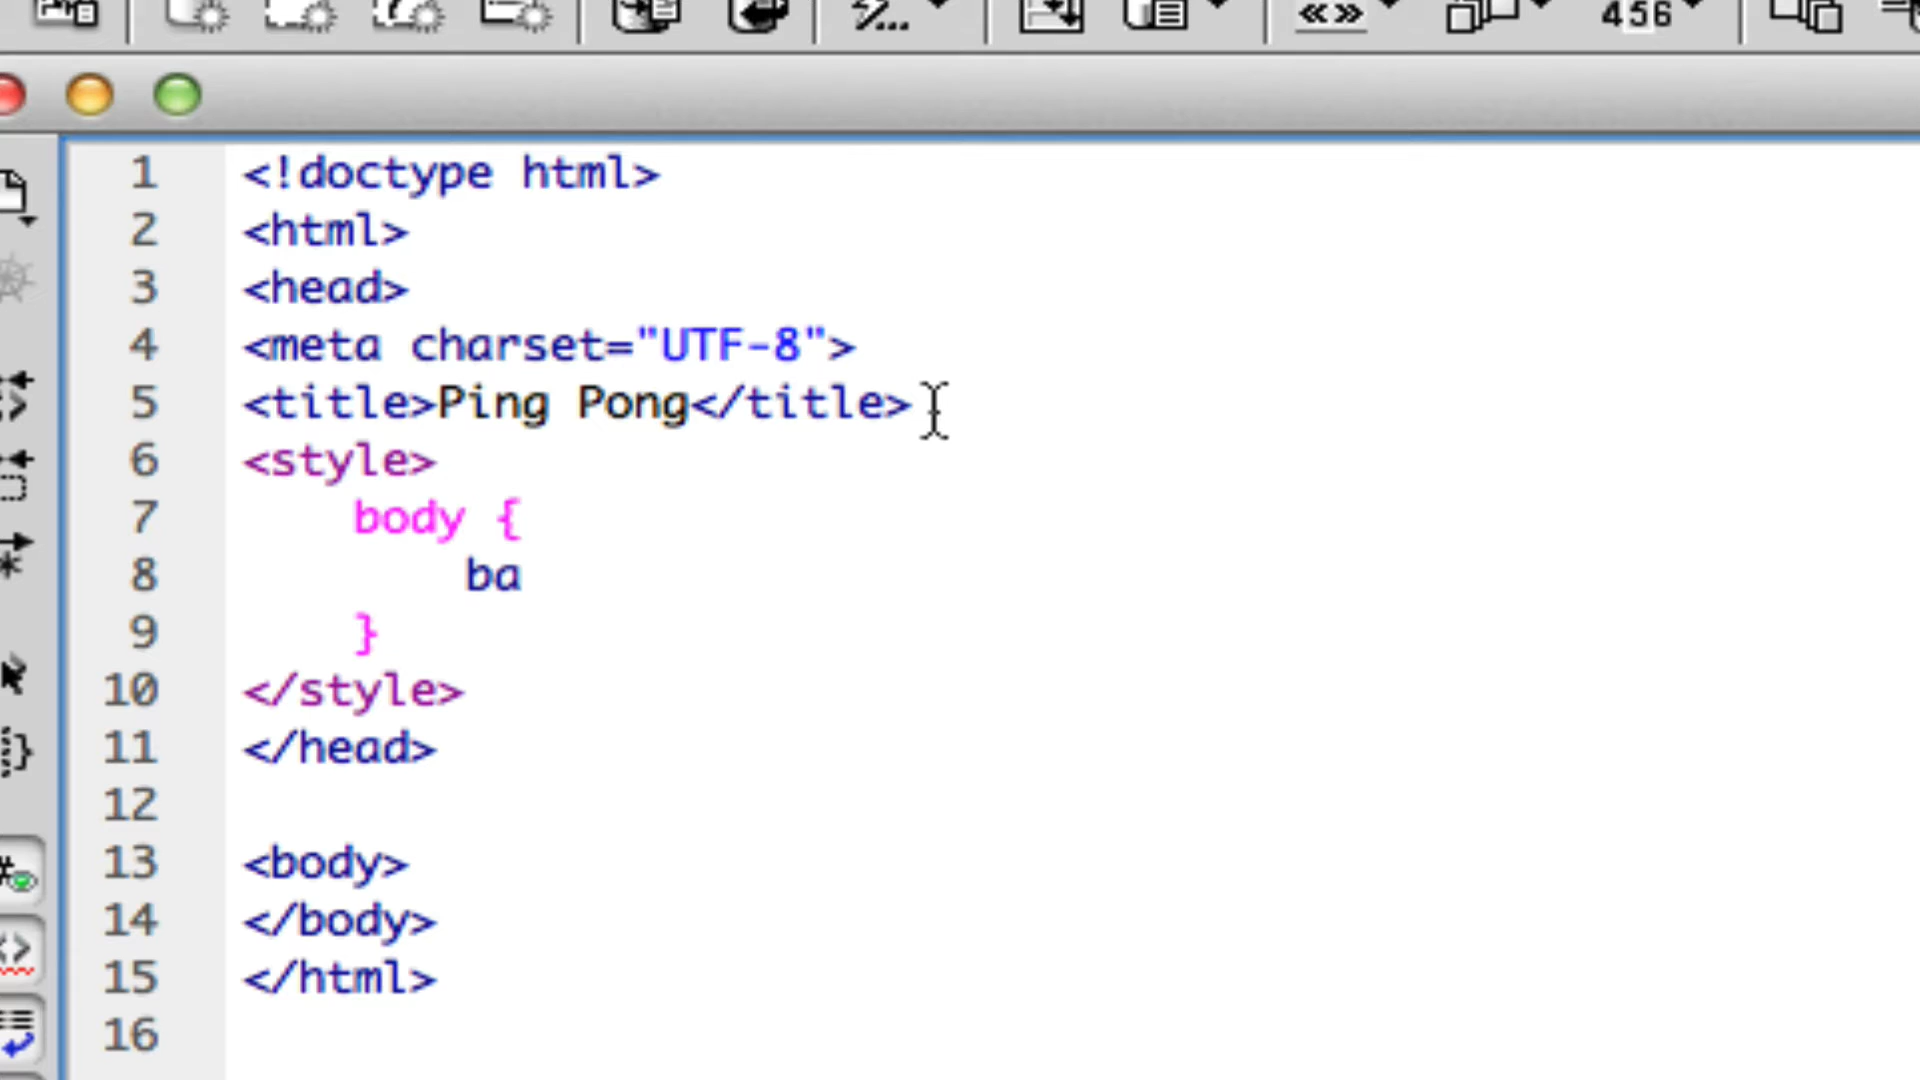 456
1 <!doctype html>
2 <html>
3 <head>
4 <meta charset="UTF-8">
5 <title>Ping Pong</title>
6 <style>
7 body {
8 ba
9 }
10 </style>
11 </head>
12
13 <body>
14 </body>
15 </html>
16